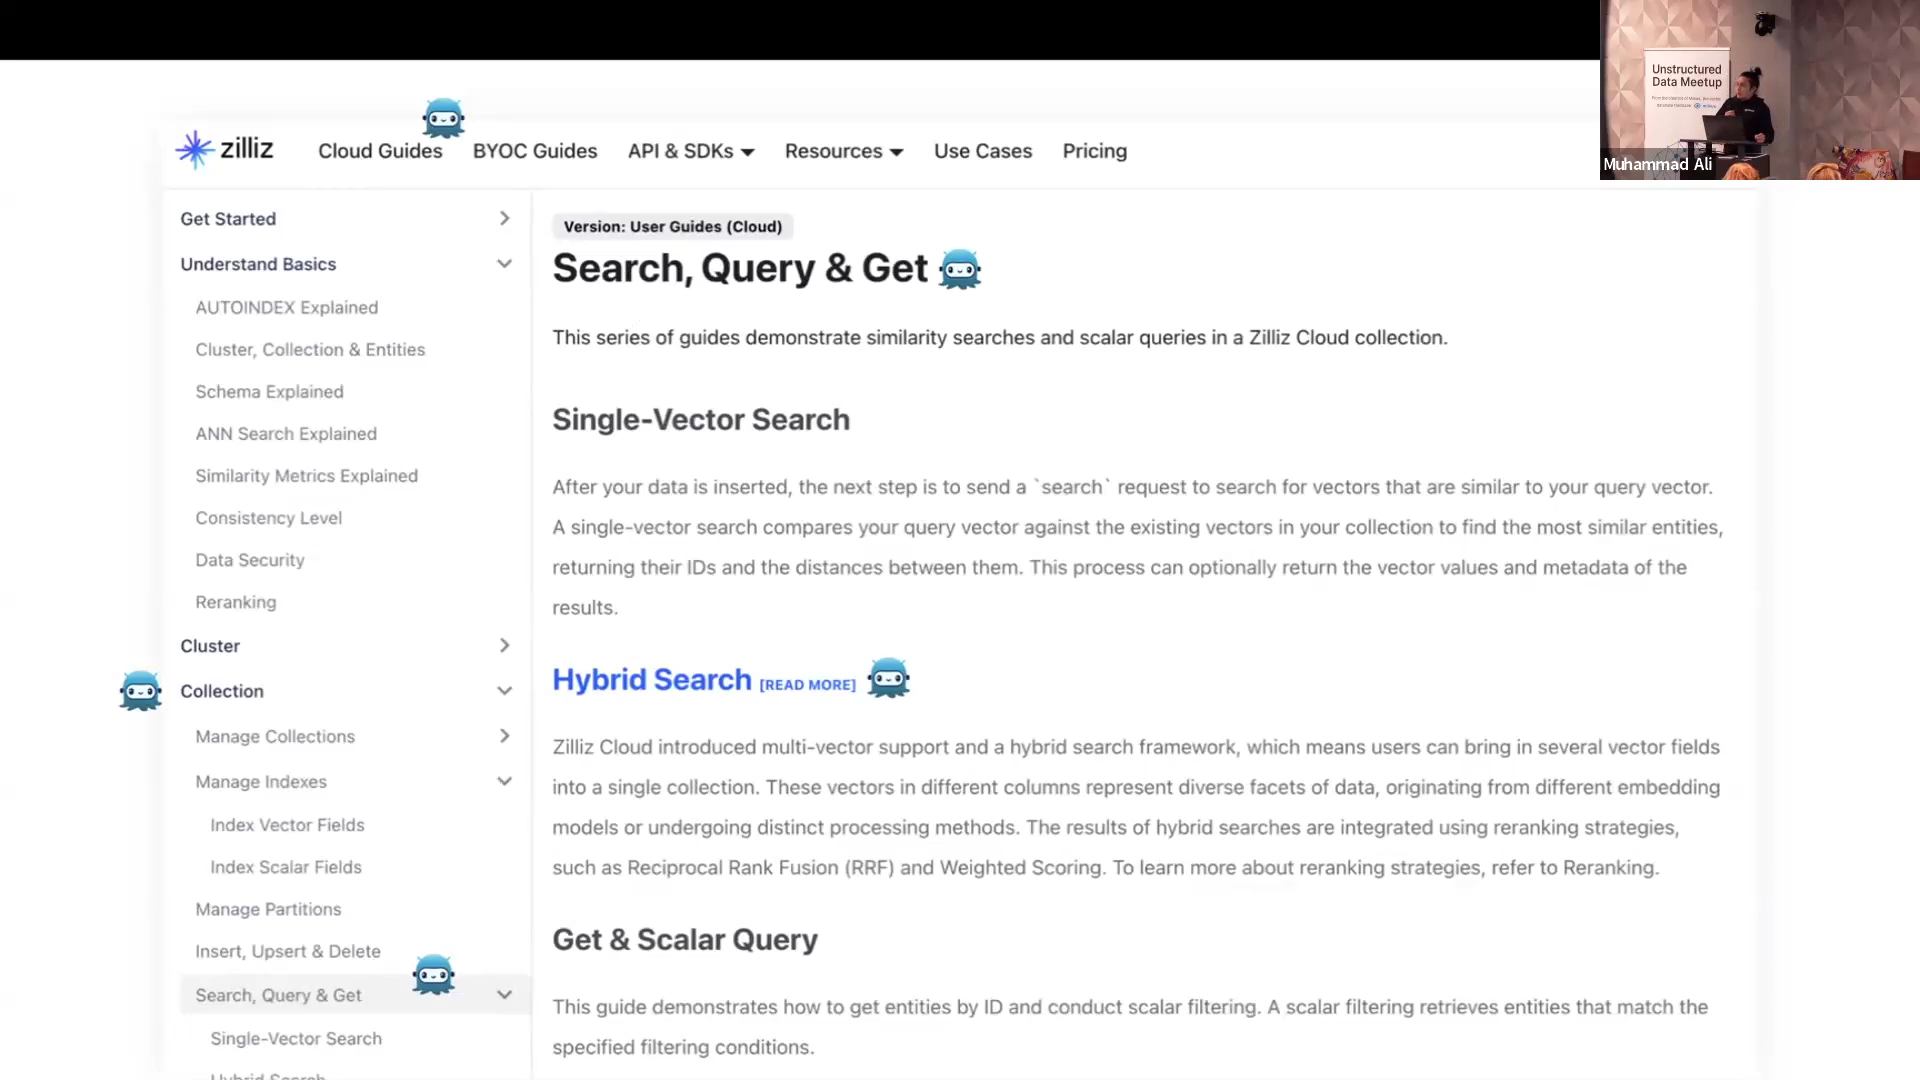 Unstructured
Data Meetup
Muhammad Ali
zilliz
Cloud Guides
BYOC Guides
API & SDKs
Resources
Use Cases
Pricing
Get Started
Understand Basics
AUTOINDEX Explained
Cluster, Collection & Entities
Schema Explained
ANN Search Explained
Similarity Metrics Explained
Consistency Level
Data Security
Reranking
Cluster
Collection
Manage Collections
Manage Indexes
Index Vector Fields
Index Scalar Fields
Manage Partitions
Insert, Upsert & Delete
Search, Query & Get
Single-Vector Search
Hybrid Search
Version: User Guides (Cloud)
Search, Query & Get
This series of guides demonstrate similarity searches and scalar queries in a Zilliz Cloud collection.
Single-Vector Search
After your data is inserted, the next step is to send a `search` request to search for vectors that are similar to your query vector.
A single-vector search compares your query vector against the existing vectors in your collection to find the most similar entities,
returning their IDs and the distances between them. This process can optionally return the vector values and metadata of the
results.
Hybrid Search [READ MORE]
Zilliz Cloud introduced multi-vector support and a hybrid search framework, which means users can bring in several vector fields
into a single collection. These vectors in different columns represent diverse facets of data, originating from different embedding
models or undergoing distinct processing methods. The results of hybrid searches are integrated using reranking strategies,
such as Reciprocal Rank Fusion (RRF) and Weighted Scoring. To learn more about reranking strategies, refer to Reranking.
Get & Scalar Query
This guide demonstrates how to get entities by ID and conduct scalar filtering. A scalar filtering retrieves entities that match the
specified filtering conditions.